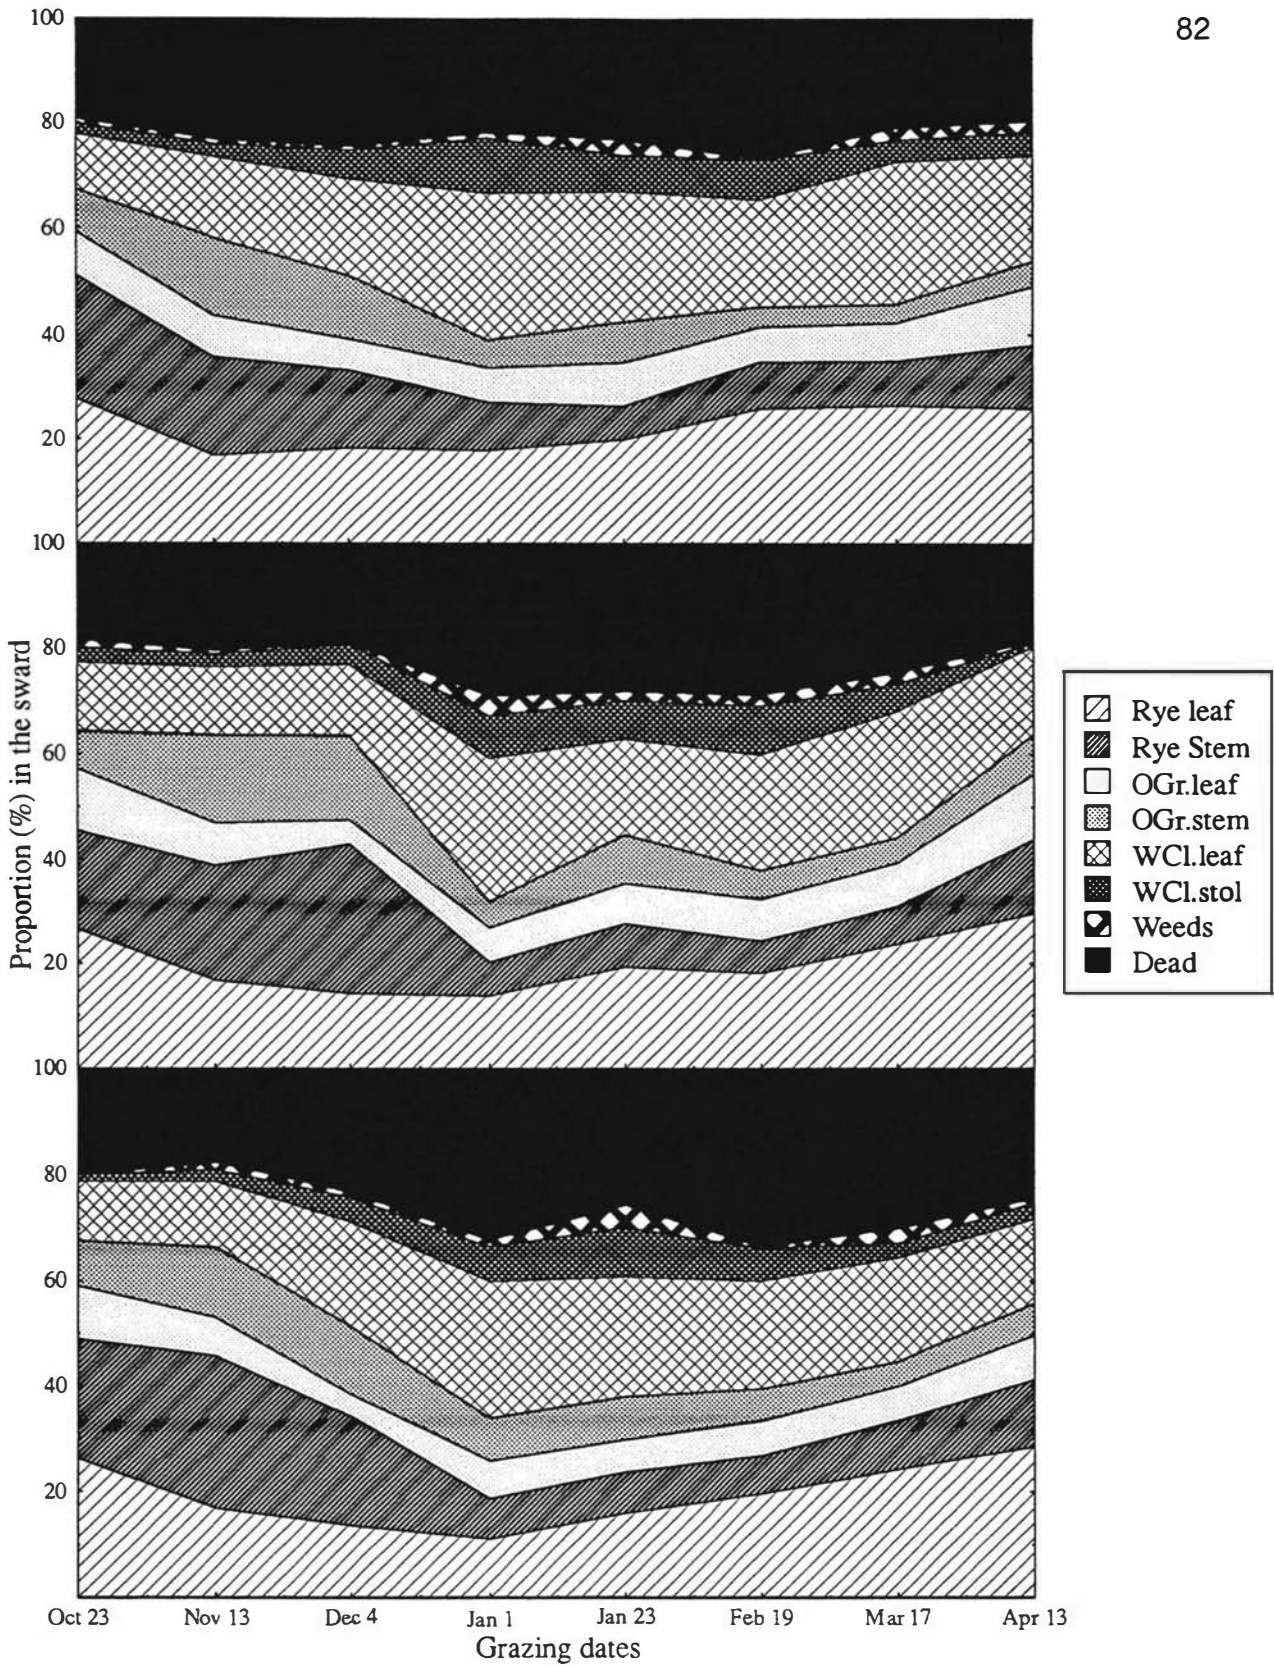 82
100
80
60
40
20
100
80
60
40
20
100
80
60
40
20
Proportion (%) in the sward
Oct 23 Nov 13 Dec 4 Jan 1 Jan 23 Feb 19 Mar 17 Apr 13
Grazing dates
Rye leaf
Rye Stem
OGr.leaf
OGr.stem
WCl.leaf
WCl.stol
Weeds
Dead